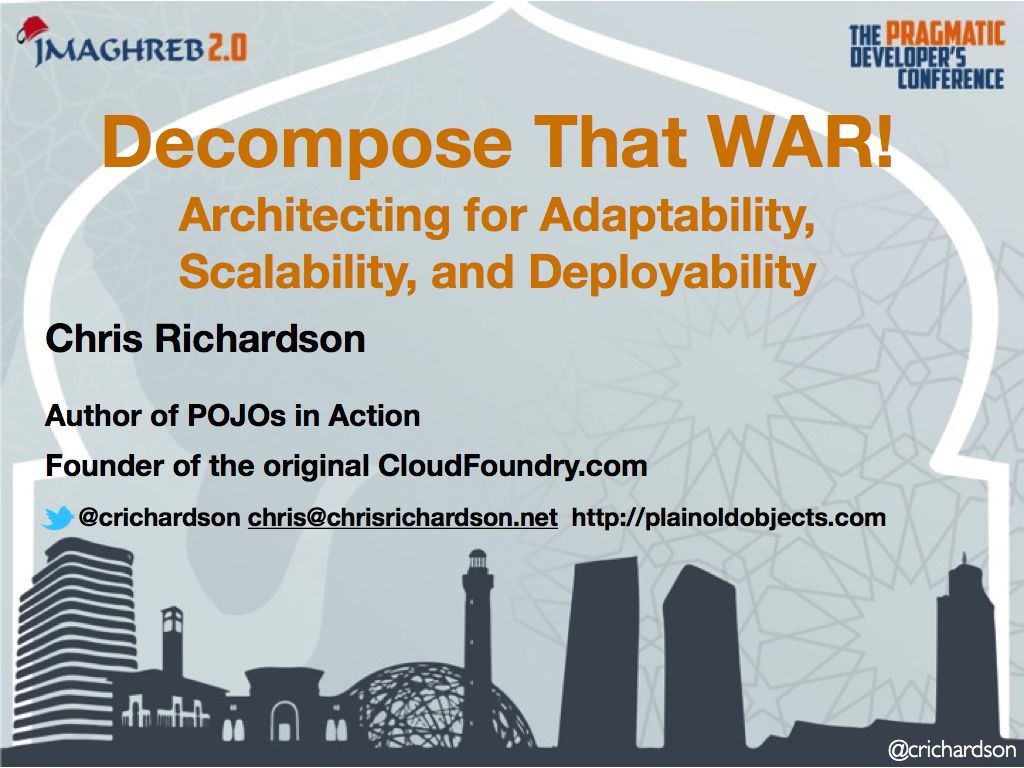 JMAGHREB 2.0
THE PRAGMATIC
DEVELOPER'S
CONFERENCE
Decompose That WAR!
Architecting for Adaptability,
Scalability, and Deployability
Chris Richardson
Author of POJOs in Action
Founder of the original CloudFoundry.com
@crichardson chris@chrisrichardson.net http://plainoldobjects.com
@crichardson